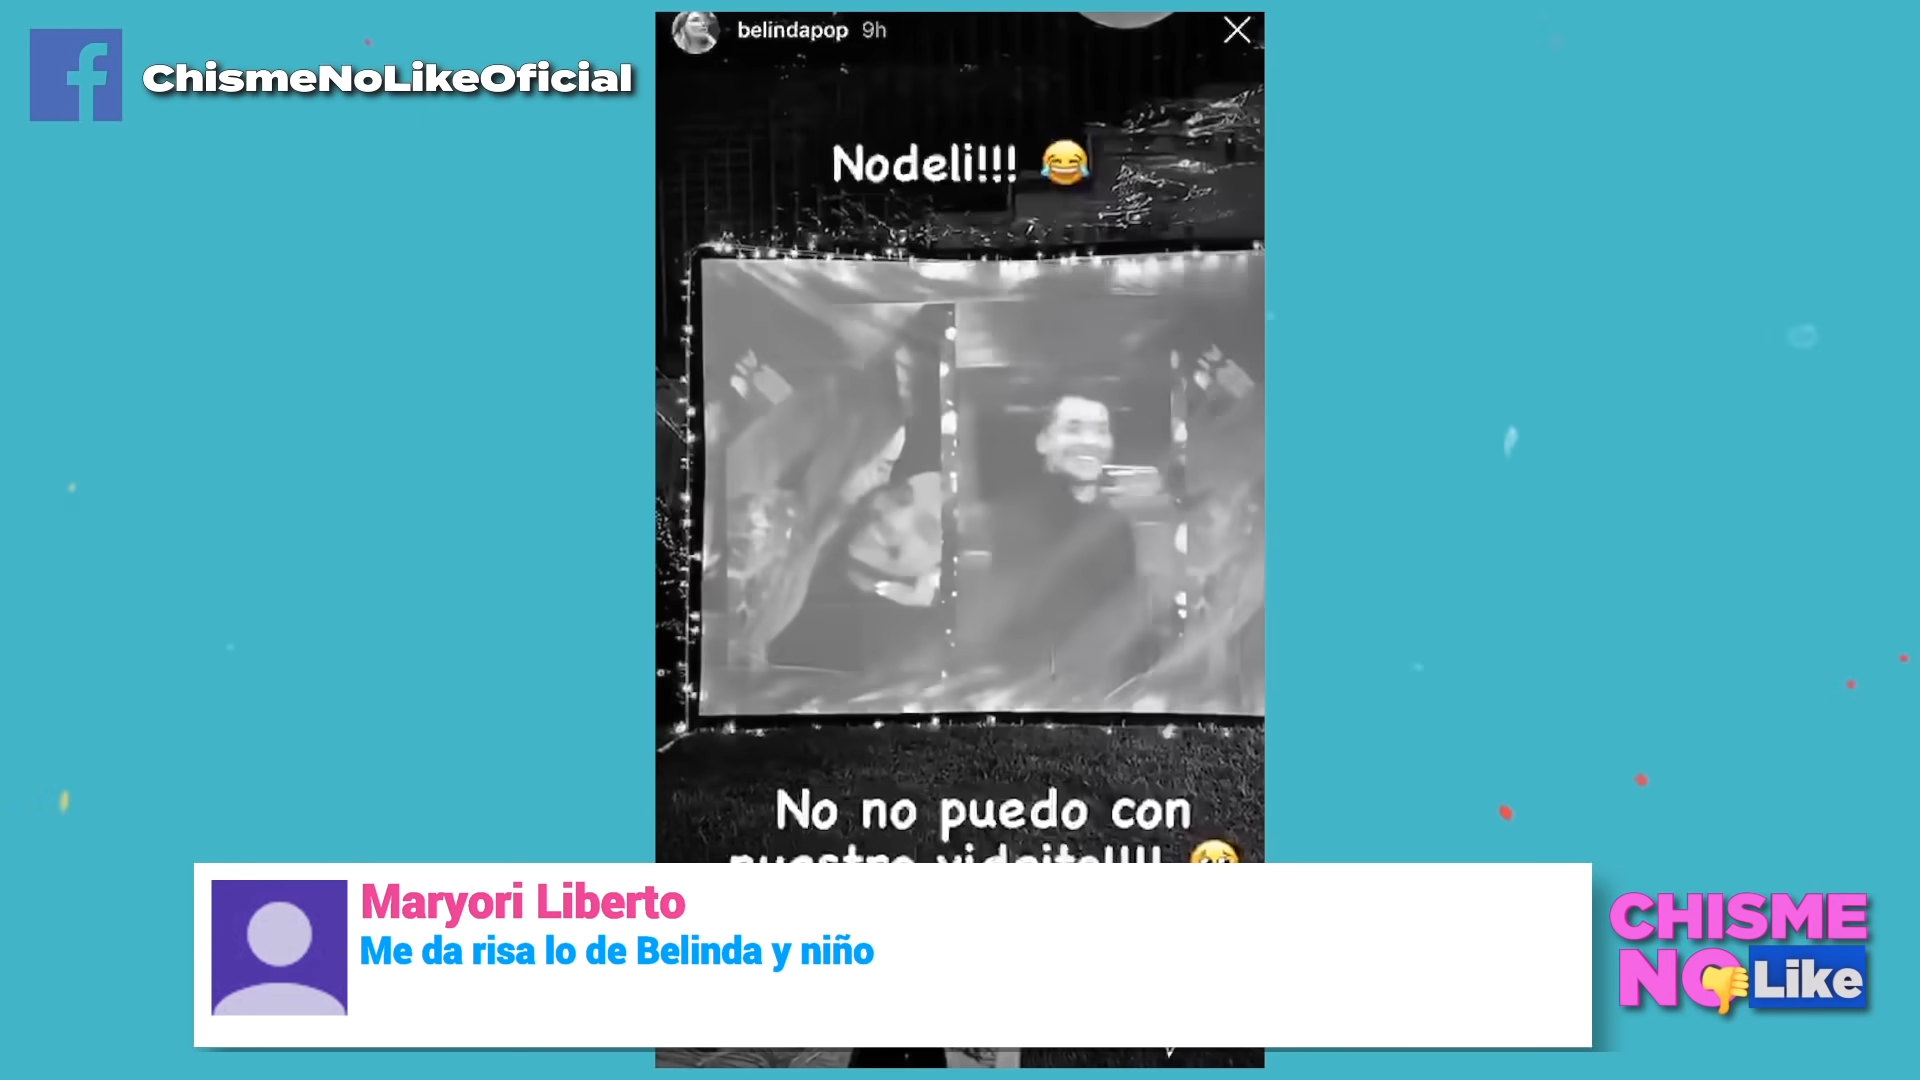 ChismeNoLikeOficial
belindapop 9h
Nodeli!!! 😂
No no puedo con
Maryori Liberto
Me da risa lo de Belinda y niño
CHISME
NO Like